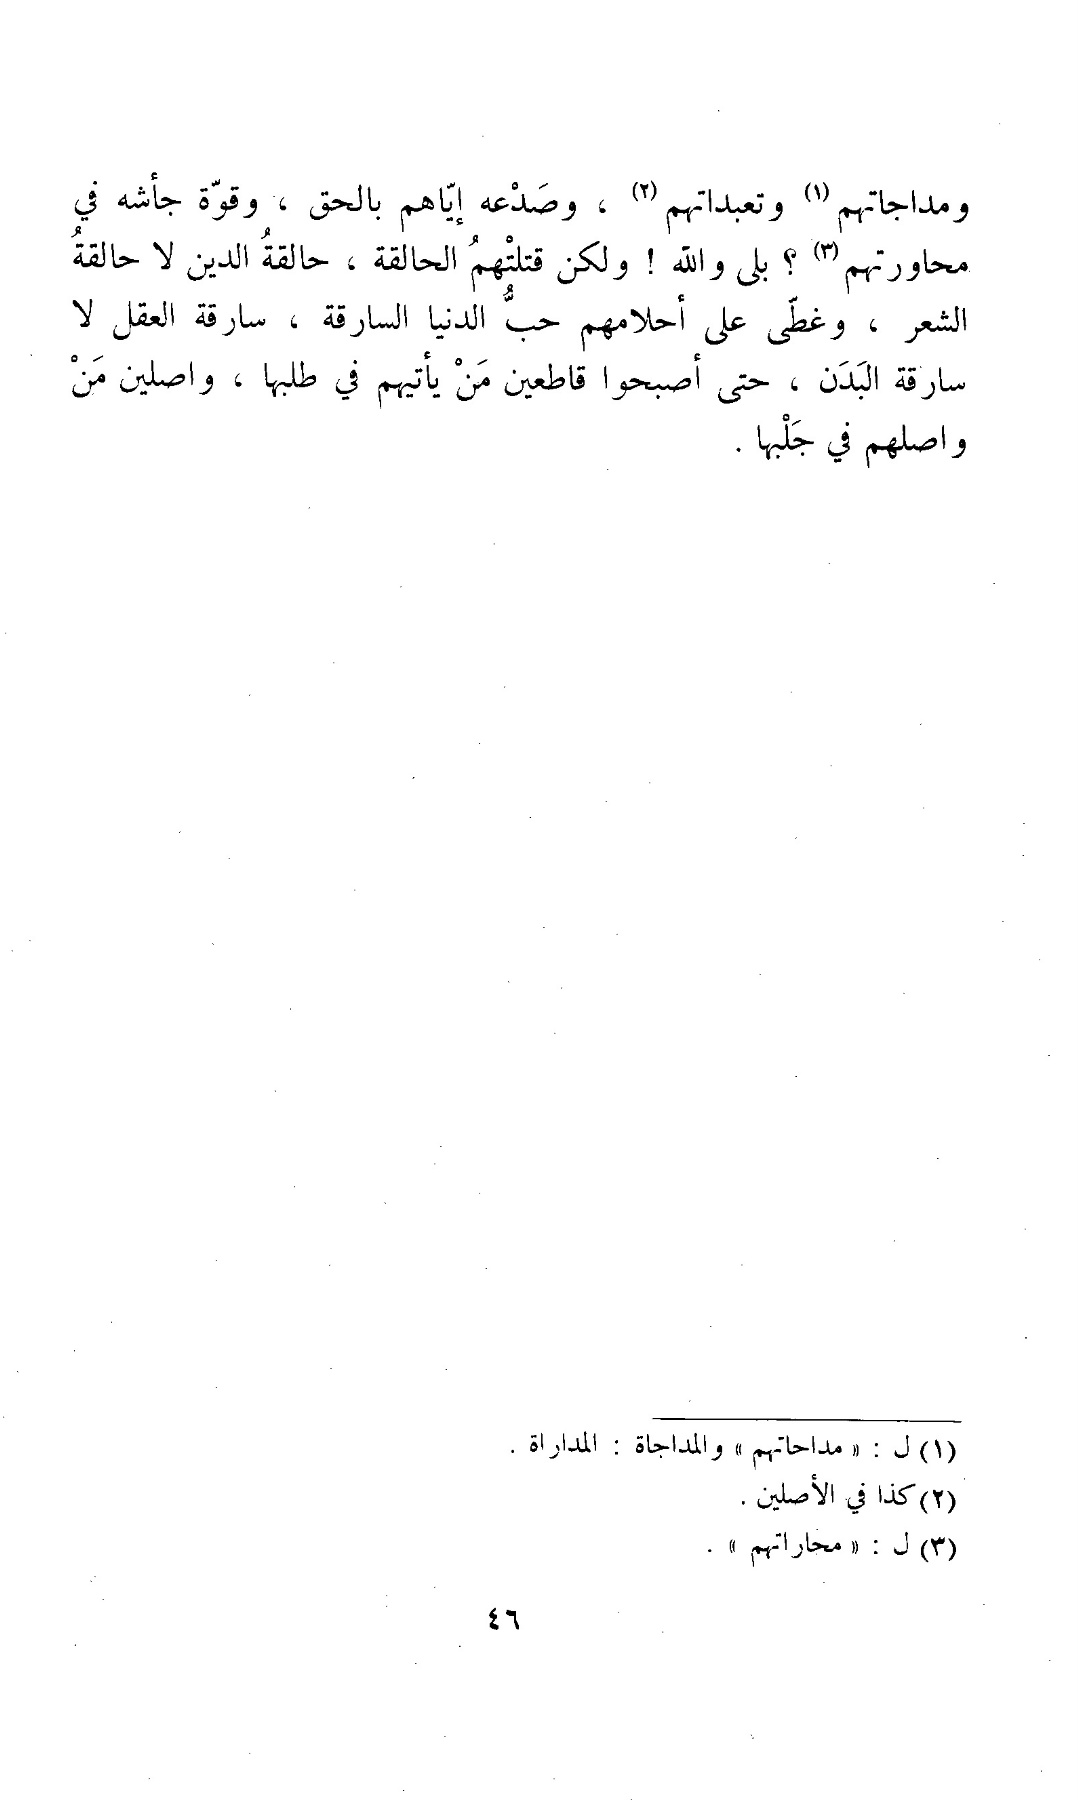 ومداجاتهم (١) وتعبداتهم (٢) ، وصَدْعه إيّاهم بالحق ، وقوّة جأشه في
محاورتهم (٣) ؟ بلى والله ! ولكن قتلتْهمُ الحالقة ، حالقةُ الدين لا حالقةُ
الشعر ، وغطّى على أحلامهم حبُّ الدنيا السارقة ، سارقة العقل لا
سارقة البَدَن ، حتى أصبحوا قاطعين مَنْ يأتيهم في طلبها ، واصلين مَنْ
واصلهم في جَلْبها .
(١) ل : « مداحاتهم » والمداجاة : المداراة .
(٢) كذا في الأصلين .
(٣) ل : « محاراتهم » .
٤٦